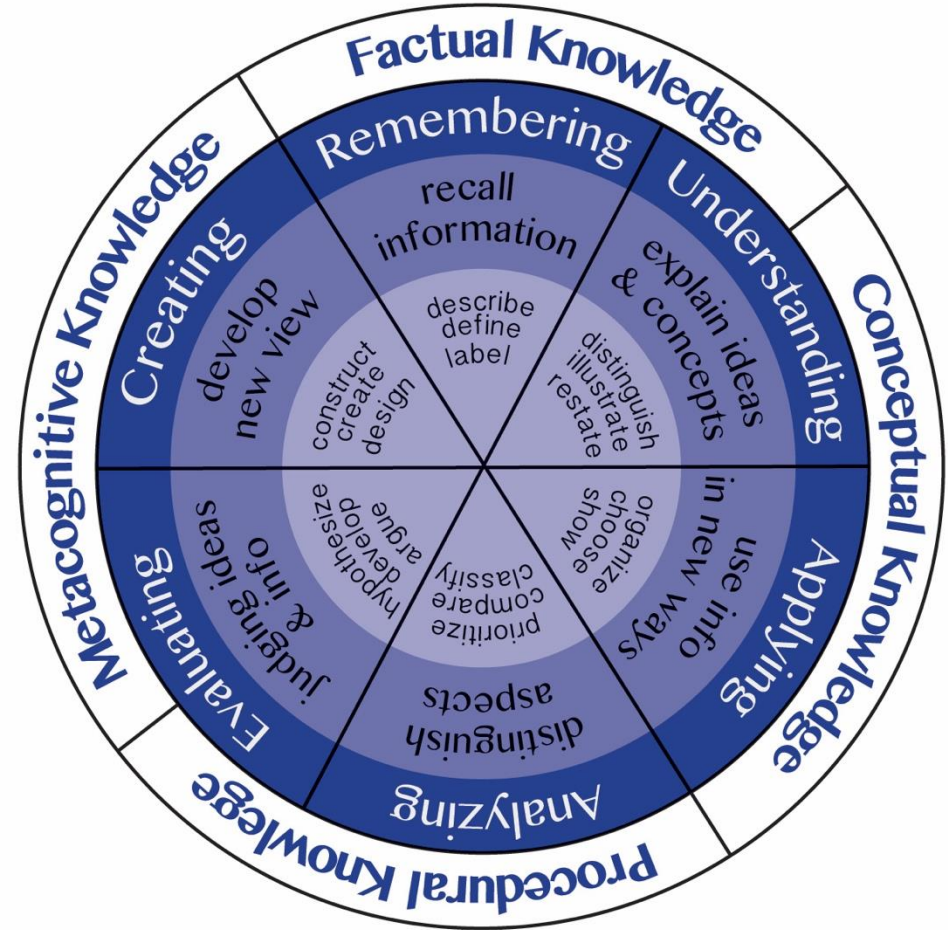 Factual Knowledge
Conceptual Knowledge
Procedural Knowlege
Metacognitive Knowledge
Remembering
recall
information
describe
define
label
Understanding
explain ideas
& concepts
distinguish
illustrate
restate
Applying
use info
in new ways
organize
choose
show
Analyzing
distinguish
aspects
prioritize
compare
classify
Evaluating
judging ideas
& info
hypothesize
develop
argue
Creating
develop
new view
construct
create
design